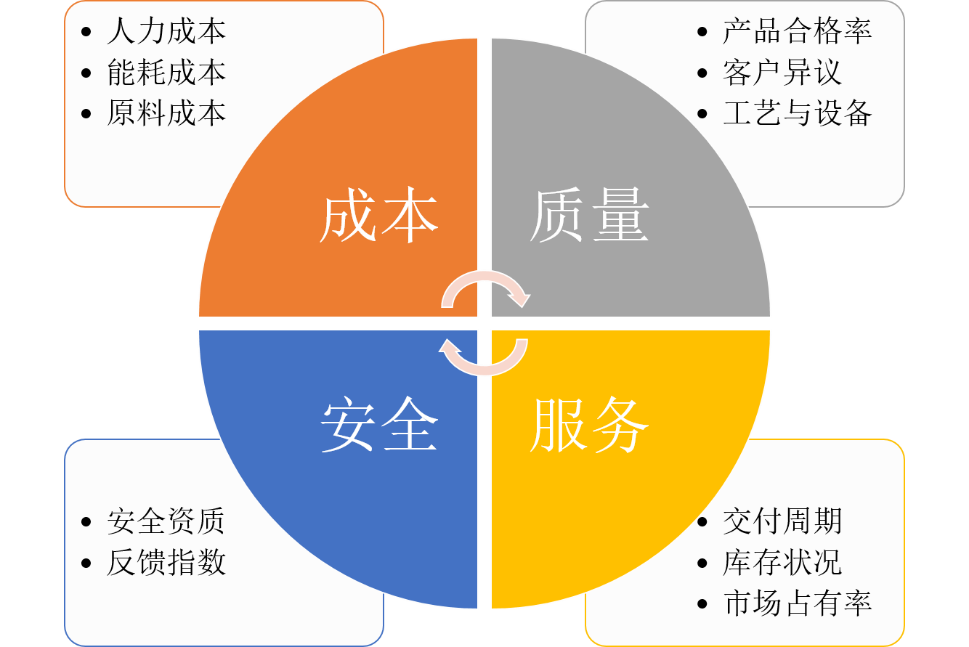 人力成本
能耗成本
原料成本
产品合格率
客户异议
工艺与设备
成本
质量
安全
服务
安全资质
反馈指数
交付周期
库存状况
市场占有率